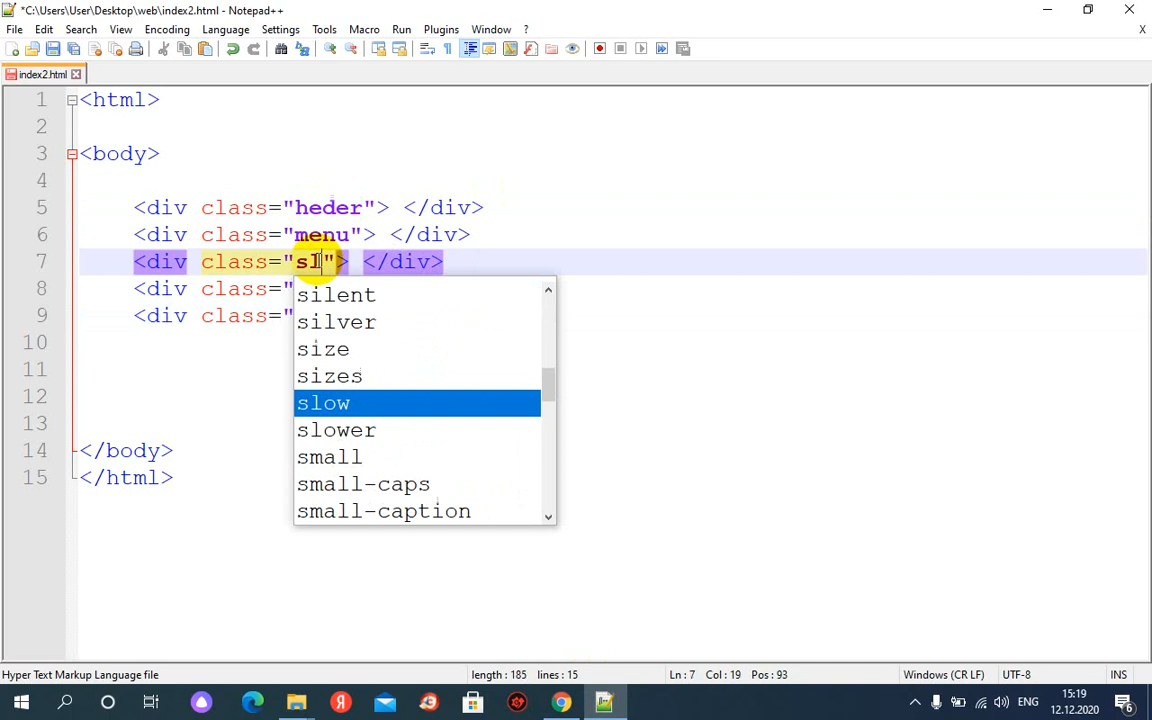 *C:\Users\User\Desktop\web\index2.html - Notepad++
File Edit Search View Encoding Language Settings Tools Macro Run Plugins Window ? X
index2.html
1 <html>
2
3 <body>
4
5 <div class="heder"> </div>
6 <div class="menu"> </div>
7 <div class="sl"> </div>
8 <div class="
9 <div class="
10
11
12
13
14 </body>
15 </html>
silent
silver
size
sizes
slow
slower
small
small-caps
small-caption
Hyper Text Markup Language file length : 185 lines : 15 Ln : 7 Col : 19 Pos : 93 Windows (CR LF) UTF-8 INS
ENG 15:19
12.12.2020 6